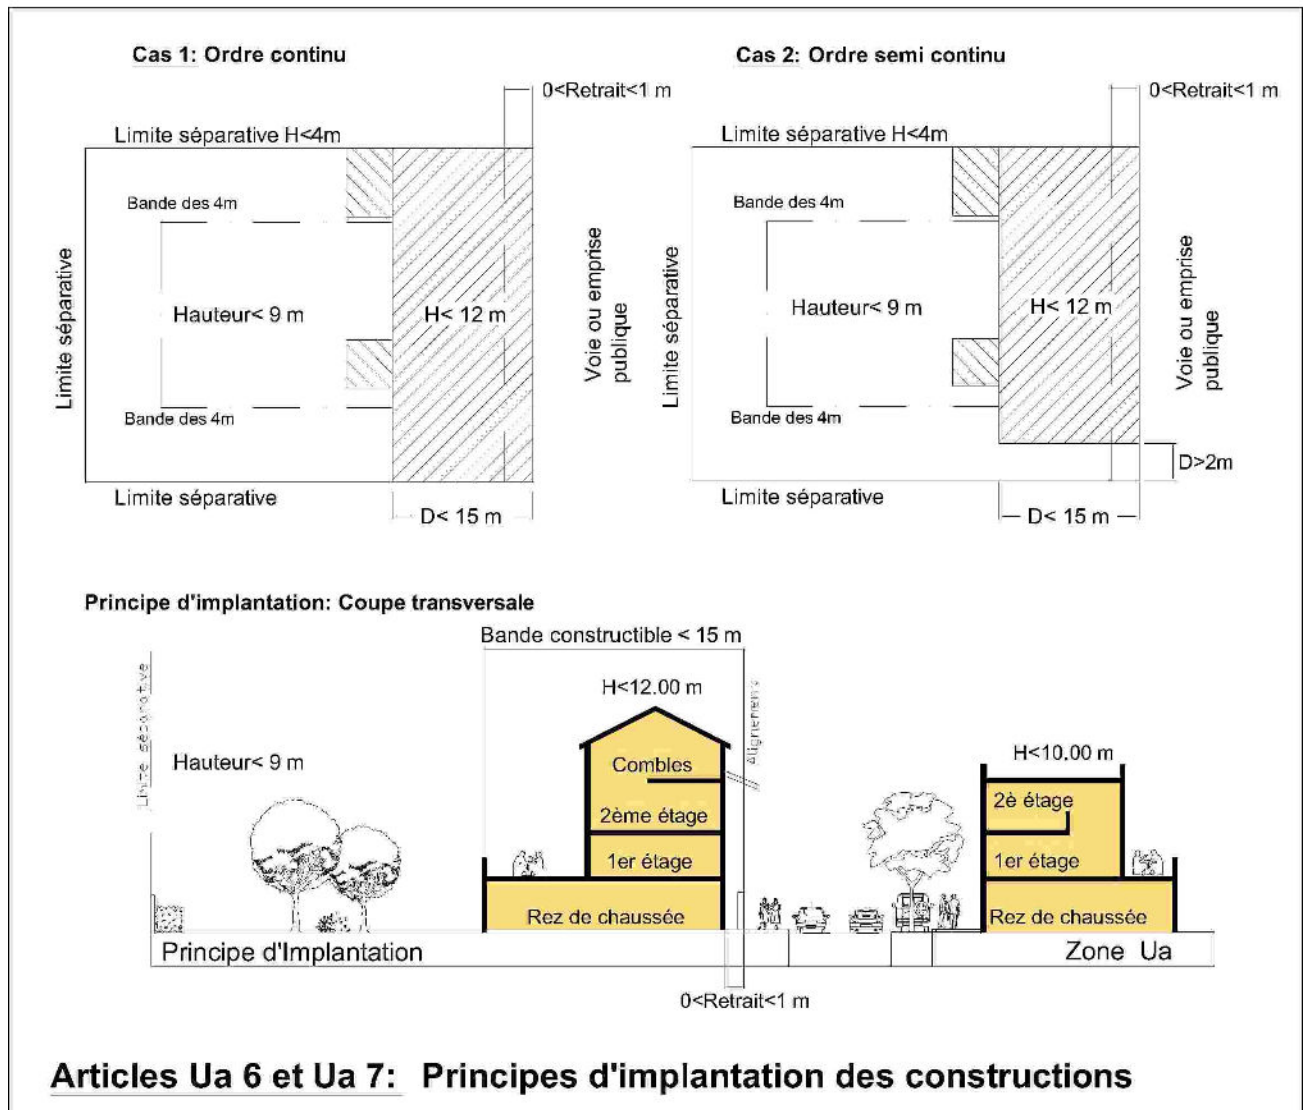 Cas 1: Ordre continu
0<Retrait<1 m
Limite séparative H<4m
Bande des 4m
Limite séparative
Hauteur< 9 m
H< 12 m
Voie ou emprise
publique
Bande des 4m
Limite séparative
D< 15 m
Cas 2: Ordre semi continu
0<Retrait<1 m
Limite séparative H<4m
Bande des 4m
Limite séparative
Hauteur< 9 m
H< 12 m
Voie ou emprise
publique
Bande des 4m
D>2m
Limite séparative
D< 15 m
Principe d'implantation: Coupe transversale
Bande constructible < 15 m
Limite séparative
H<12.00 m
Alignement
Hauteur< 9 m
H<10.00 m
Combles
2ème étage
1er étage
Rez de chaussée
2è étage
1er étage
Rez de chaussée
Principe d'Implantation
Zone Ua
0<Retrait<1 m
Articles Ua 6 et Ua 7: Principes d'implantation des constructions